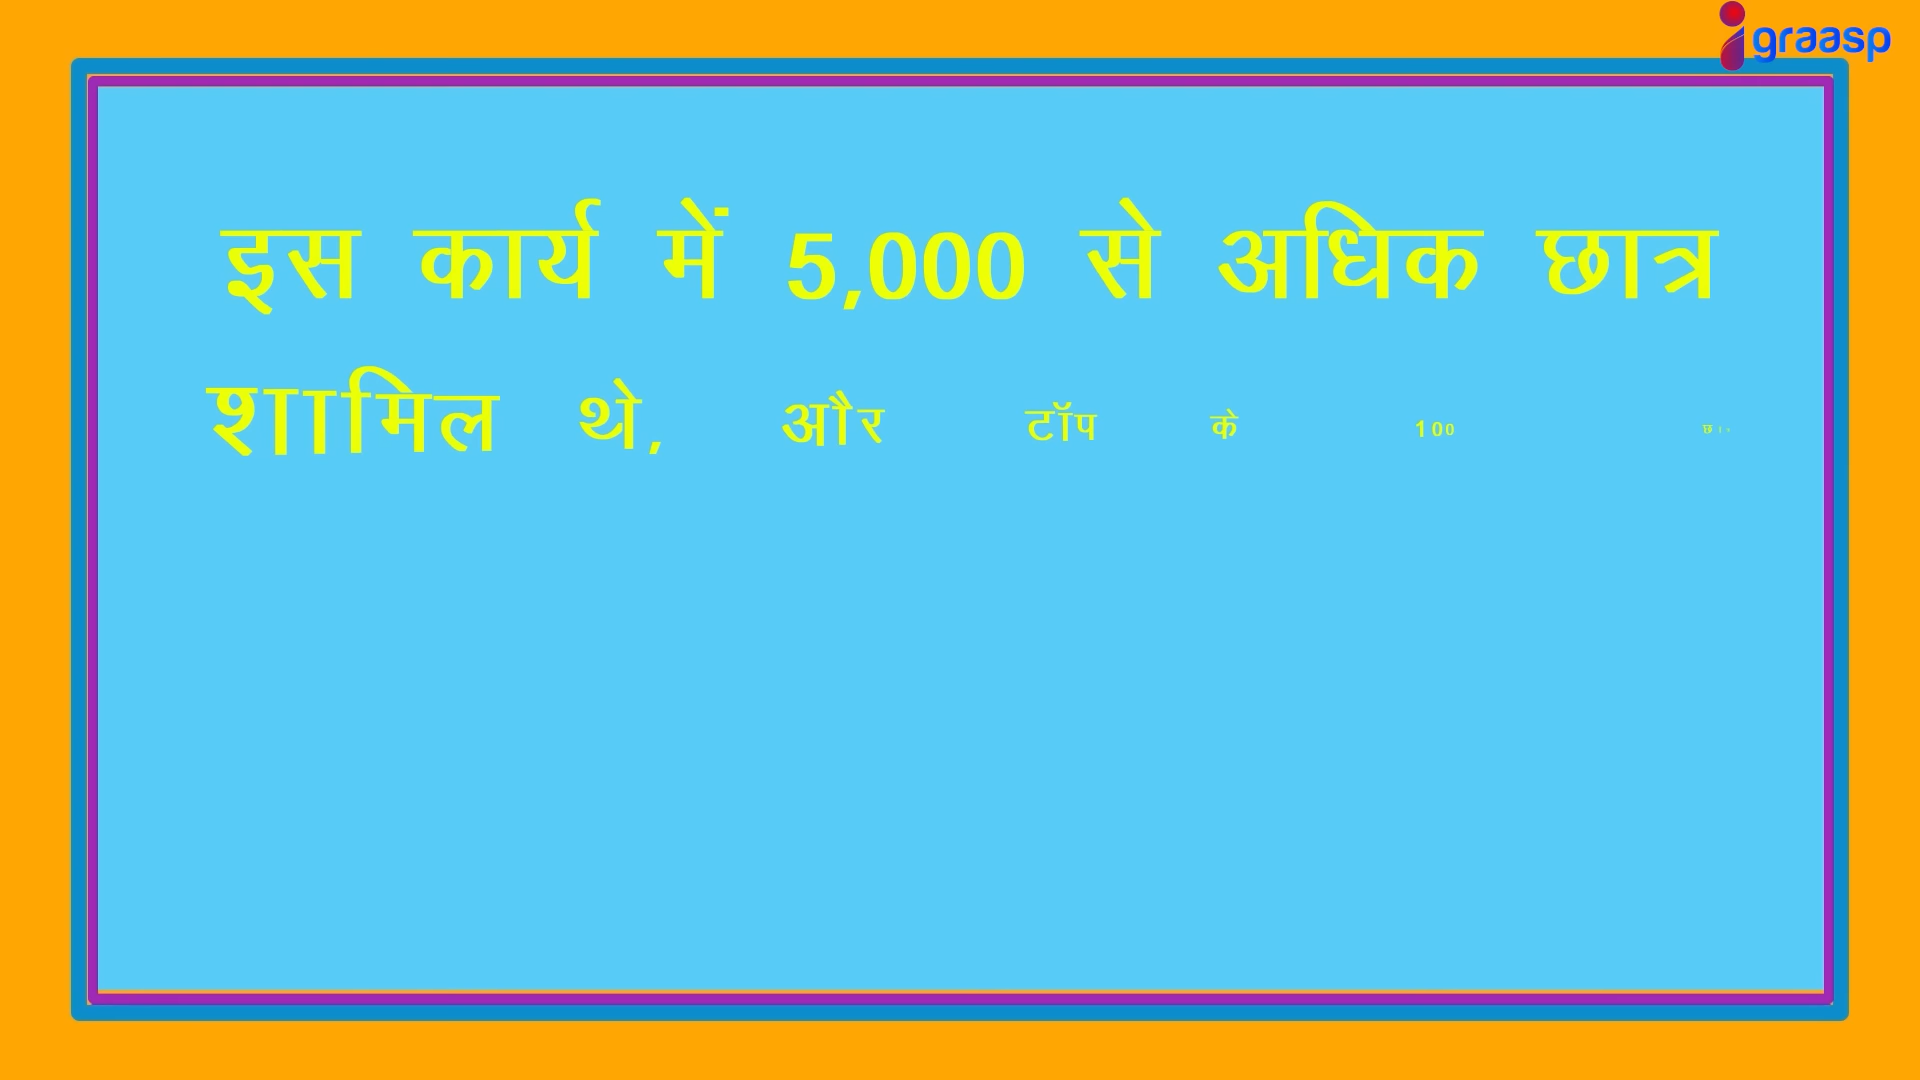 igraasp
इस कार्य में 5,000 से अधिक छात्र
शामिल थे, और टॉप के 100